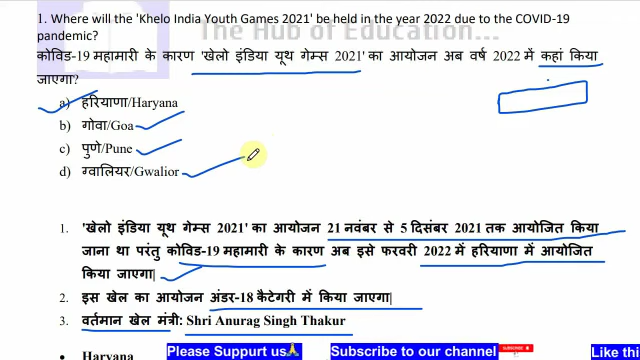 The Hub of Education...
1. Where will the 'Khelo India Youth Games 2021' be held in the year 2022 due to the COVID-19
pandemic?
कोविड-19 महामारी के कारण 'खेलो इंडिया यूथ गेम्स 2021' का आयोजन अब वर्ष 2022 में कहां किया
जाएगा?
a) हरियाणा/Haryana
b) गोवा/Goa
c) पुणे/Pune
d) ग्वालियर/Gwalior
1. 'खेलो इंडिया यूथ गेम्स 2021' का आयोजन 21 नवंबर से 5 दिसंबर 2021 तक आयोजित किया
जाना था परंतु कोविड-19 महामारी के कारण अब इसे फरवरी 2022 में हरियाणा में आयोजित
किया जाएगा|
2. इस खेल का आयोजन अंडर-18 कैटेगरी में किया जाएगा|
3. वर्तमान खेल मंत्री: Shri Anurag Singh Thakur
• Haryana
Please Suppurt us🙏 Subscribe to our channel SUBSCRIBE Like thi